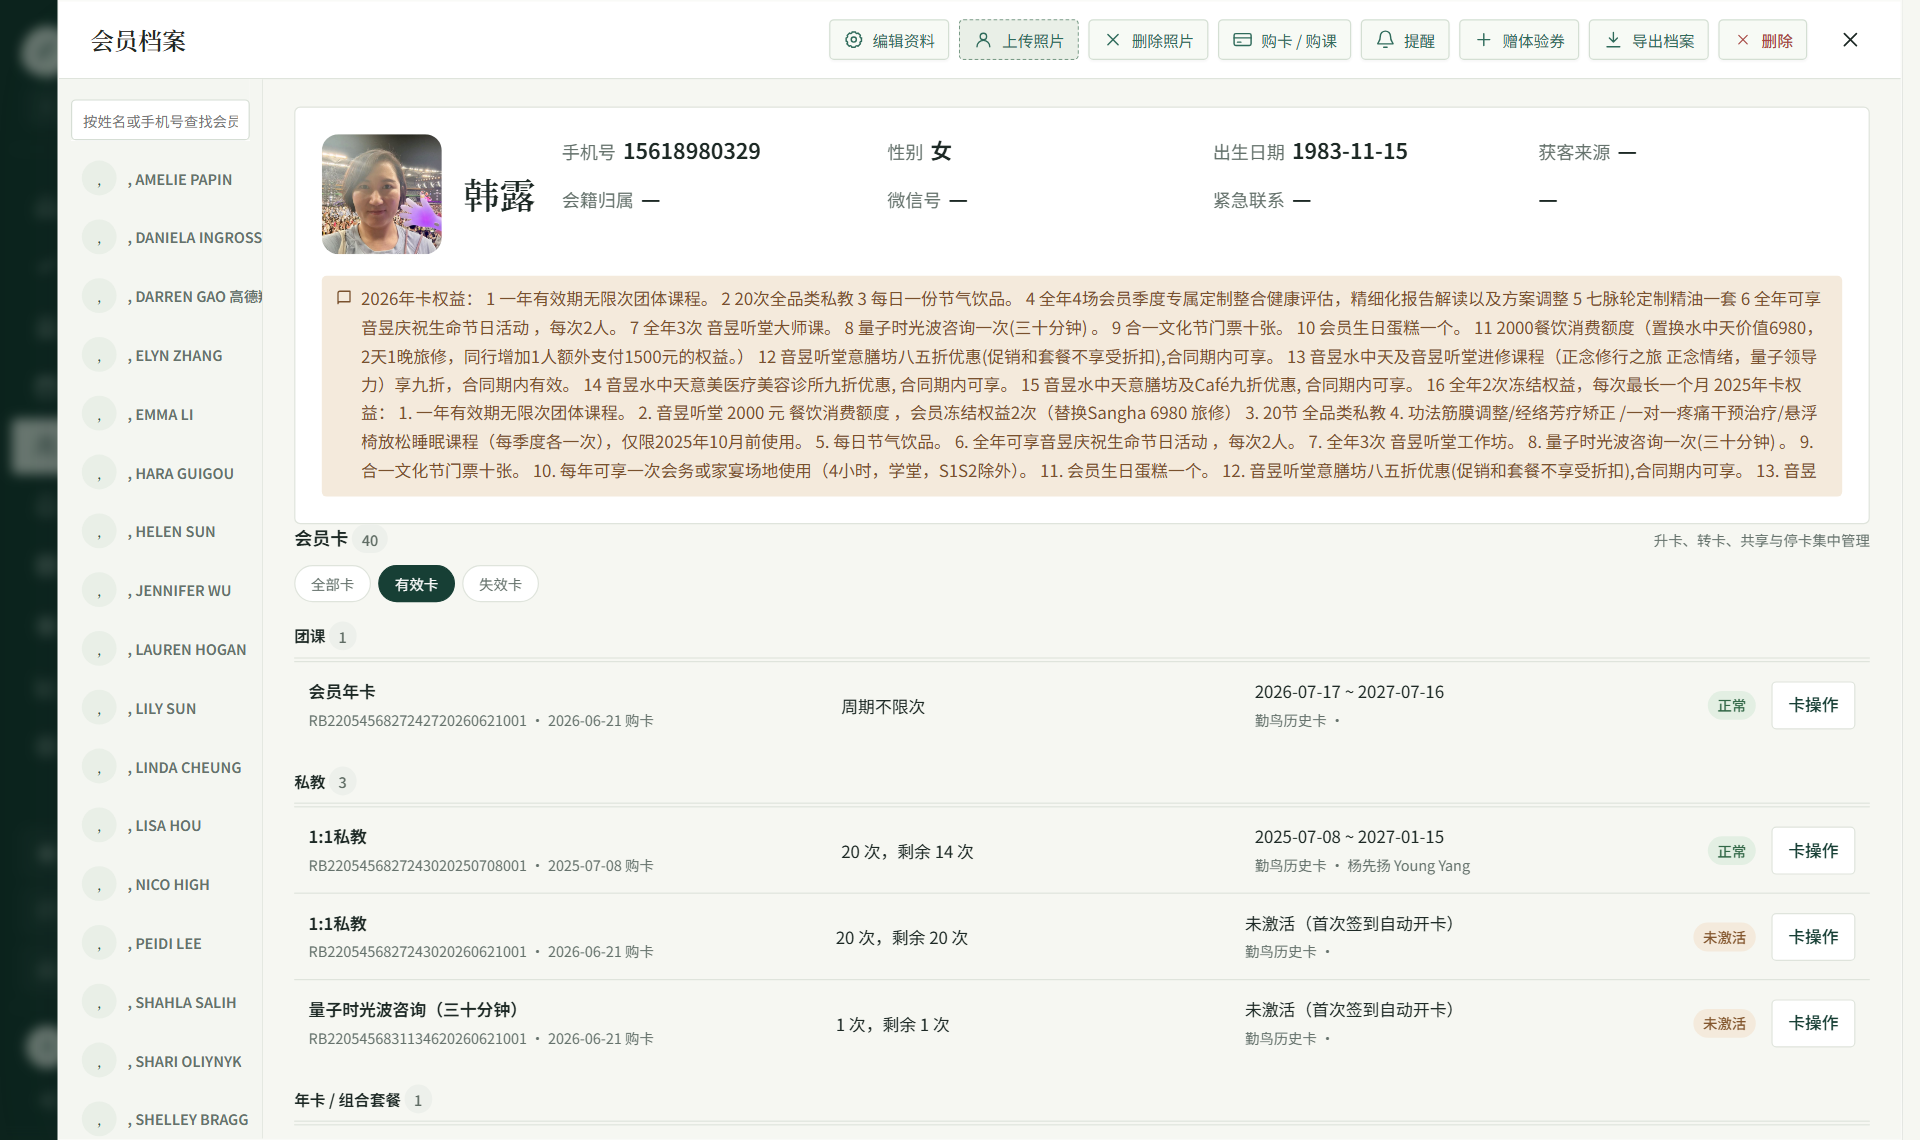 会员档案
编辑资料
上传照片
删除照片
购卡 / 购课
提醒
赠体验券
导出档案
删除
按姓名或手机号查找会员
, AMELIE PAPIN
, DANIELA INGROSS
, DARREN GAO 高德
, ELYN ZHANG
, EMMA LI
, HARA GUIGOU
, HELEN SUN
, JENNIFER WU
, LAUREN HOGAN
, LILY SUN
, LINDA CHEUNG
, LISA HOU
, NICO HIGH
, PEIDI LEE
, SHAHLA SALIH
, SHARI OLIYNYK
, SHELLEY BRAGG
韩露
手机号 15618980329
性别 女
出生日期 1983-11-15
获客来源 —
会籍归属 —
微信号 —
紧急联系 —
—
2026年卡权益： 1 一年有效期无限次团体课程。 2 20次全品类私教 3 每日一份节气饮品。 4 全年4场会员季度专属定制整合健康评估，精细化报告解读以及方案调整 5 七脉轮定制精油一套 6 全年可享
音昱庆祝生命节日活动 ，每次2人。 7 全年3次 音昱听堂大师课。 8 量子时光波咨询一次(三十分钟) 。 9 合一文化节门票十张。 10 会员生日蛋糕一个。 11 2000餐饮消费额度（置换水中天价值6980，
2天1晚旅修，同行增加1人额外支付1500元的权益。） 12 音昱听堂意膳坊八五折优惠(促销和套餐不享受折扣),合同期内可享。 13 音昱水中天及音昱听堂进修课程（正念修行之旅 正念情绪，量子领导
力）享九折，合同期内有效。 14 音昱水中天意美医疗美容诊所九折优惠, 合同期内可享。 15 音昱水中天意膳坊及Café九折优惠, 合同期内可享。 16 全年2次冻结权益，每次最长一个月 2025年卡权
益： 1. 一年有效期无限次团体课程。 2. 音昱听堂 2000 元 餐饮消费额度 ，会员冻结权益2次（替换Sangha 6980 旅修） 3. 20节 全品类私教 4. 功法筋膜调整/经络芳疗矫正 /一对一疼痛干预治疗/悬浮
椅放松睡眠课程（每季度各一次），仅限2025年10月前使用。 5. 每日节气饮品。 6. 全年可享音昱庆祝生命节日活动 ，每次2人。 7. 全年3次 音昱听堂工作坊。 8. 量子时光波咨询一次(三十分钟) 。 9.
合一文化节门票十张。 10. 每年可享一次会务或家宴场地使用（4小时，学堂，S1S2除外）。 11. 会员生日蛋糕一个。 12. 音昱听堂意膳坊八五折优惠(促销和套餐不享受折扣),合同期内可享。 13. 音昱
会员卡 40
升卡、转卡、共享与停卡集中管理
全部卡
有效卡
失效卡
团课 1
会员年卡
RB22054568272427202606210​01 • 2026-06-21 购卡
周期不限次
2026-07-17 ~ 2027-07-16
勤鸟历史卡 •
正常
卡操作
私教 3
1:1私教
RB2205456827243020250708001 • 2025-07-08 购卡
20 次，剩余 14 次
2025-07-08 ~ 2027-01-15
勤鸟历史卡 • 杨先扬 Young Yang
正常
卡操作
1:1私教
RB2205456827243020260621001 • 2026-06-21 购卡
20 次，剩余 20 次
未激活（首次签到自动开卡）
勤鸟历史卡 •
未激活
卡操作
量子时光波咨询（三十分钟）
RB2205456831134620260621001 • 2026-06-21 购卡
1 次，剩余 1 次
未激活（首次签到自动开卡）
勤鸟历史卡 •
未激活
卡操作
年卡 / 组合套餐 1